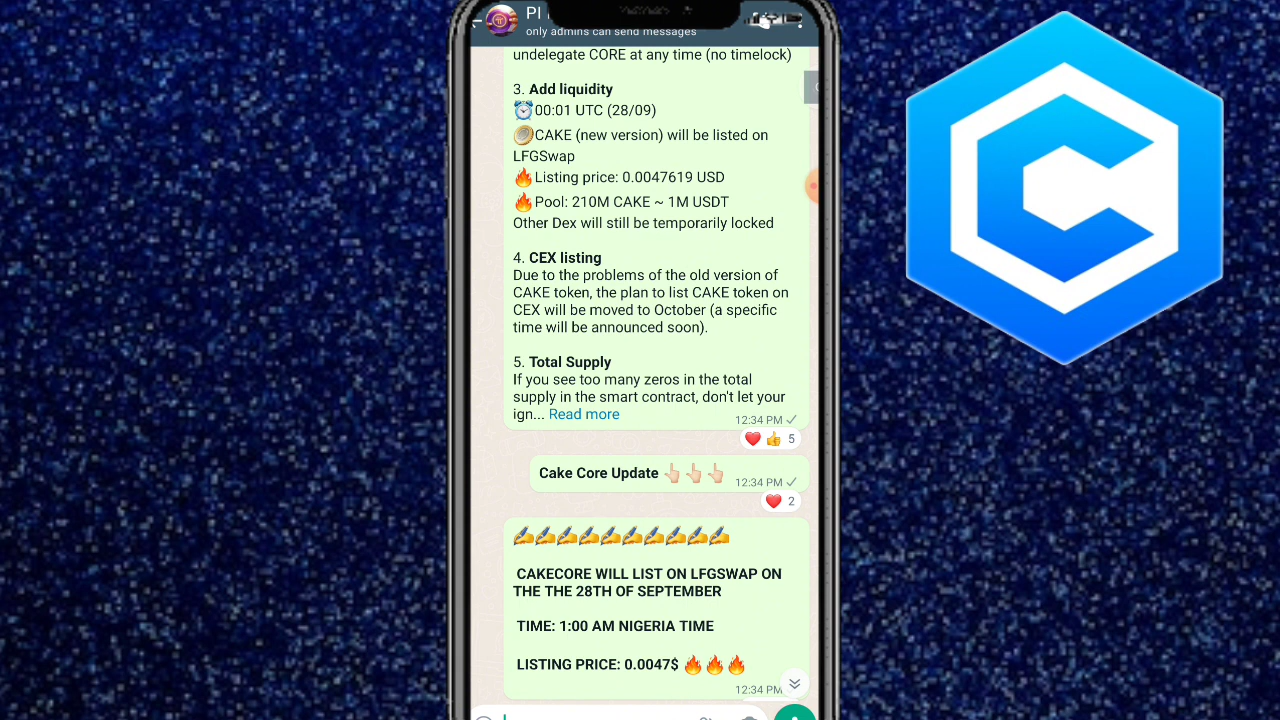 PI
only admins can send messages
undelegate CORE at any time (no timelock)
3. Add liquidity
⏰00:01 UTC (28/09)
🪙CAKE (new version) will be listed on
LFGSwap
🔥Listing price: 0.0047619 USD
🔥Pool: 210M CAKE ~ 1M USDT
Other Dex will still be temporarily locked
4. CEX listing
Due to the problems of the old version of
CAKE token, the plan to list CAKE token on
CEX will be moved to October (a specific
time will be announced soon).
5. Total Supply
If you see too many zeros in the total
supply in the smart contract, don't let your
ign... Read more
12:34 PM
❤️👍 5
Cake Core Update 👆🏻👆🏻👆🏻
12:34 PM
❤️ 2
✍️✍️✍️✍️✍️✍️✍️✍️✍️✍️
CAKECORE WILL LIST ON LFGSWAP ON
THE THE 28TH OF SEPTEMBER
TIME: 1:00 AM NIGERIA TIME
LISTING PRICE: 0.0047$ 🔥🔥🔥
12:34 PM